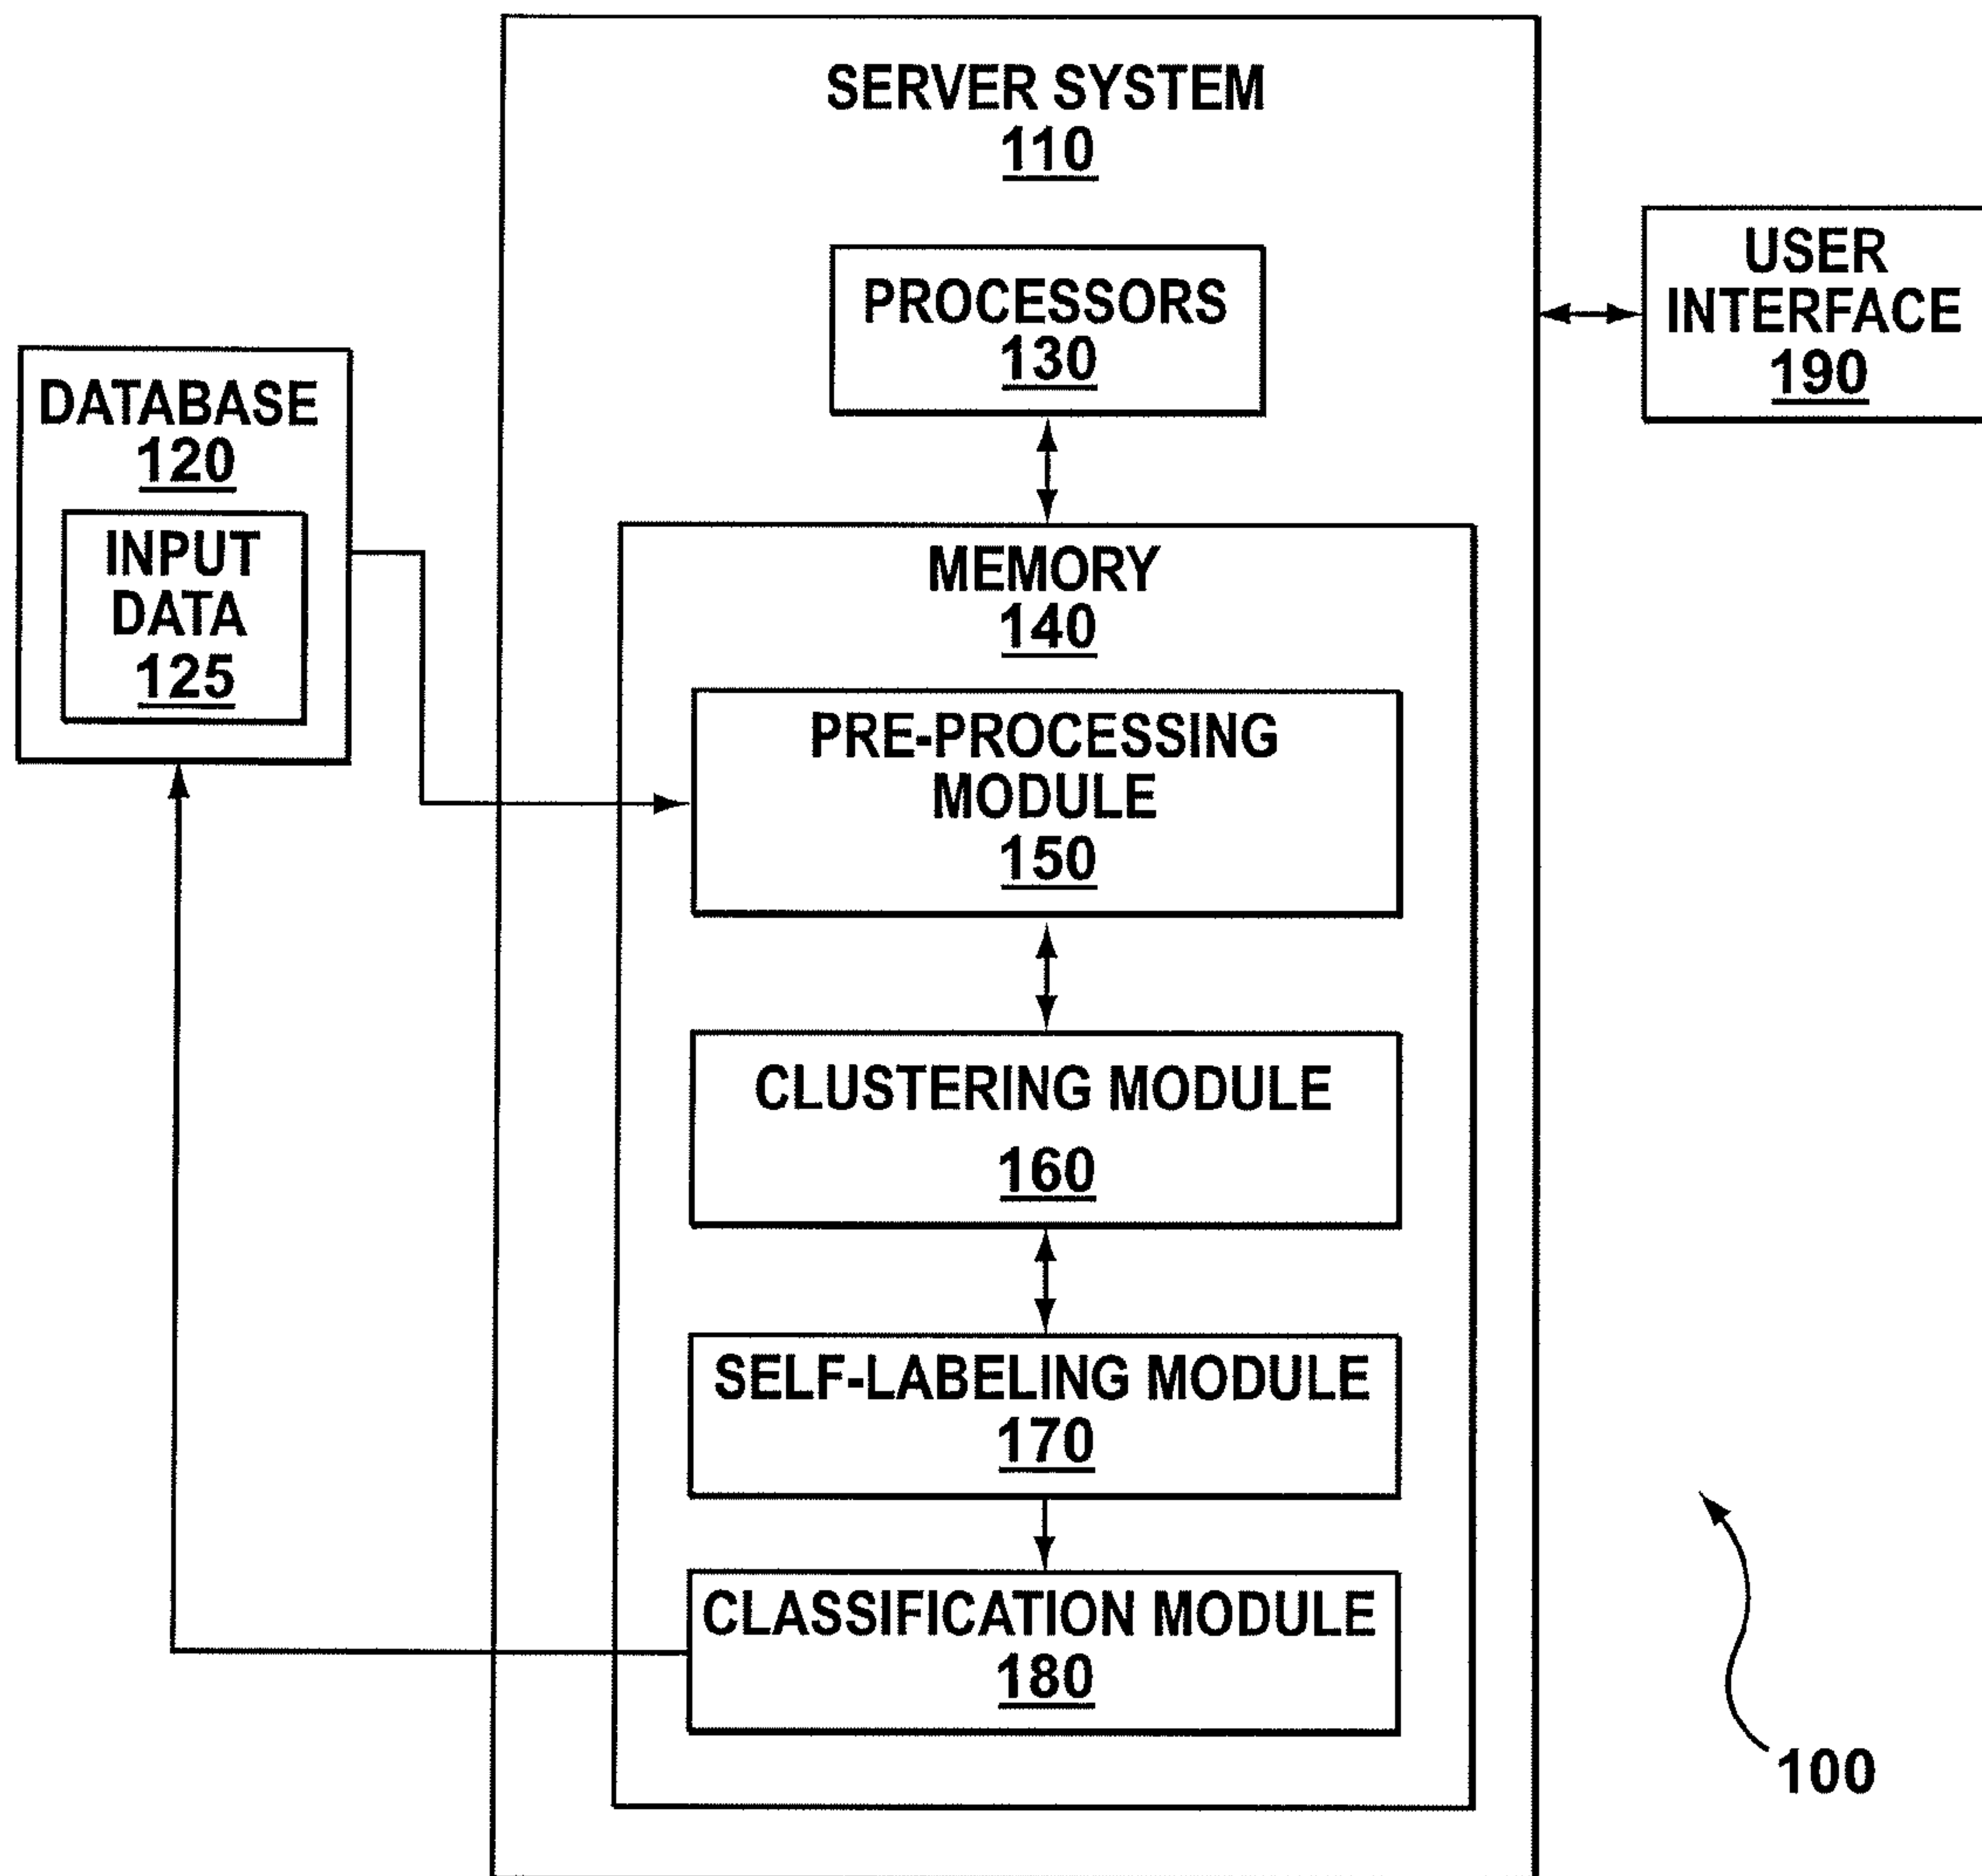 SERVER SYSTEM
110
PROCESSORS
130
USER
INTERFACE
190
DATABASE
120
INPUT
DATA
125
MEMORY
140
PRE-PROCESSING
MODULE
150
CLUSTERING MODULE
160
SELF-LABELING MODULE
170
CLASSIFICATION MODULE
180
100